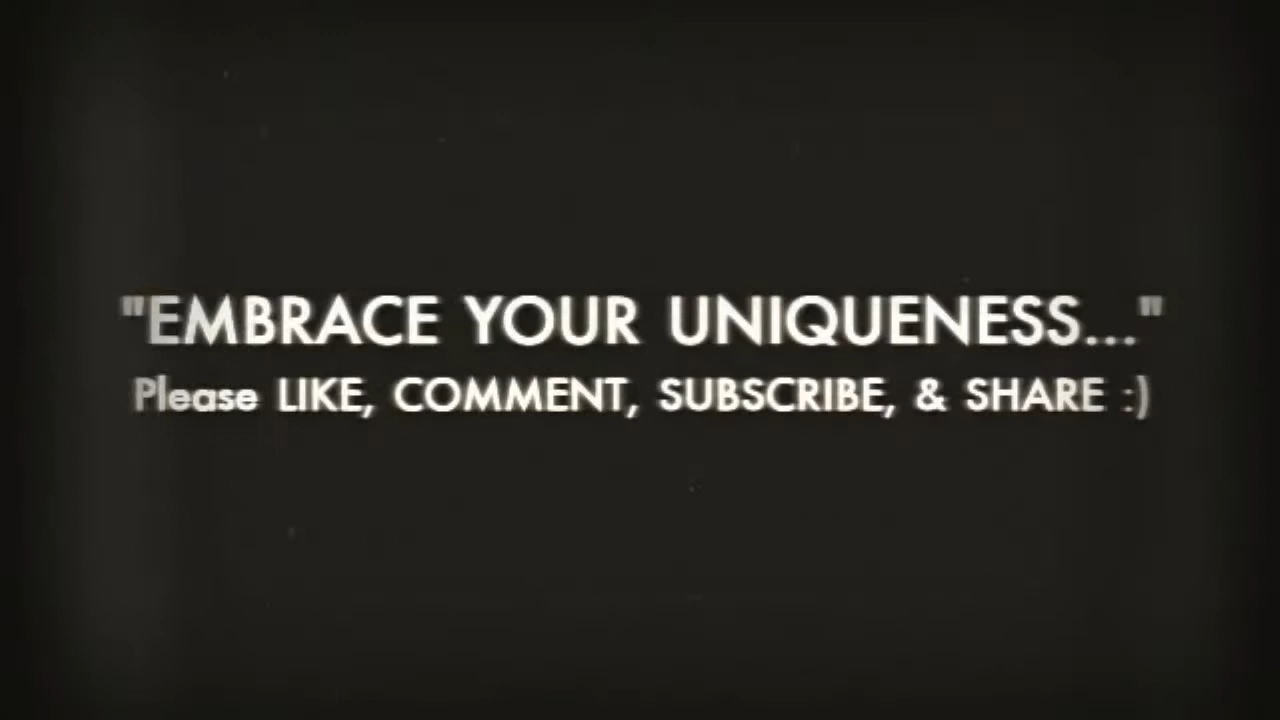 "EMBRACE YOUR UNIQUENESS..."
Please LIKE, COMMENT, SUBSCRIBE, & SHARE :)